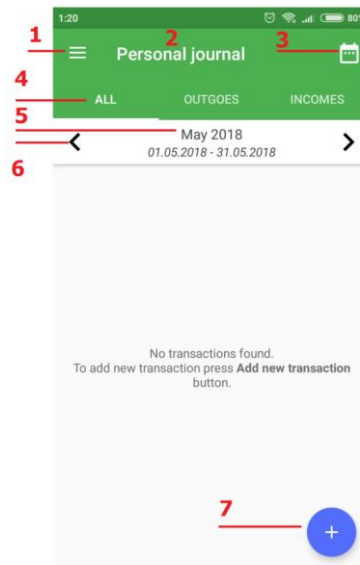 1:20
80%
1
2
3
Personal journal
4
ALL
OUTGOES
INCOMES
5
May 2018
6
01.05.2018 - 31.05.2018
No transactions found.
To add new transaction press Add new transaction
button.
7
+